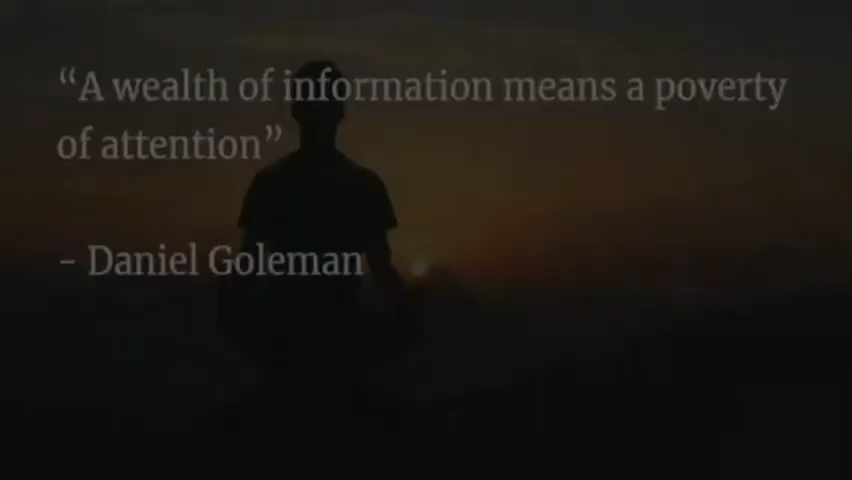 “A wealth of information means a poverty
of attention”
- Daniel Goleman